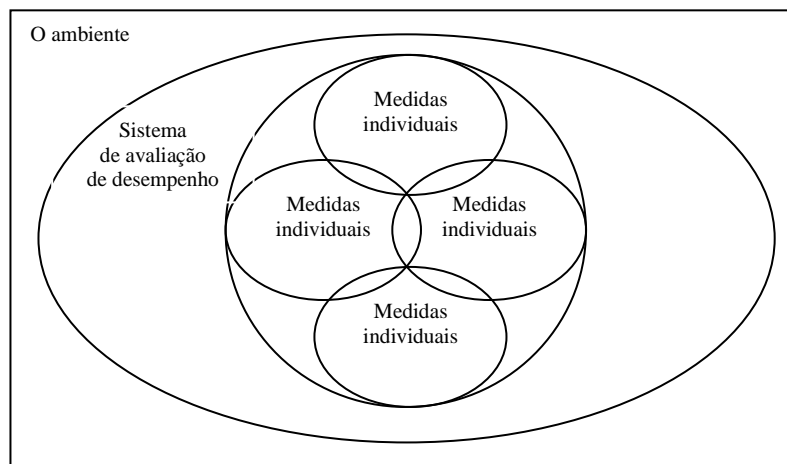 O ambiente
Sistema
de avaliação
de desempenho
Medidas
individuais
Medidas
individuais
Medidas
individuais
Medidas
individuais